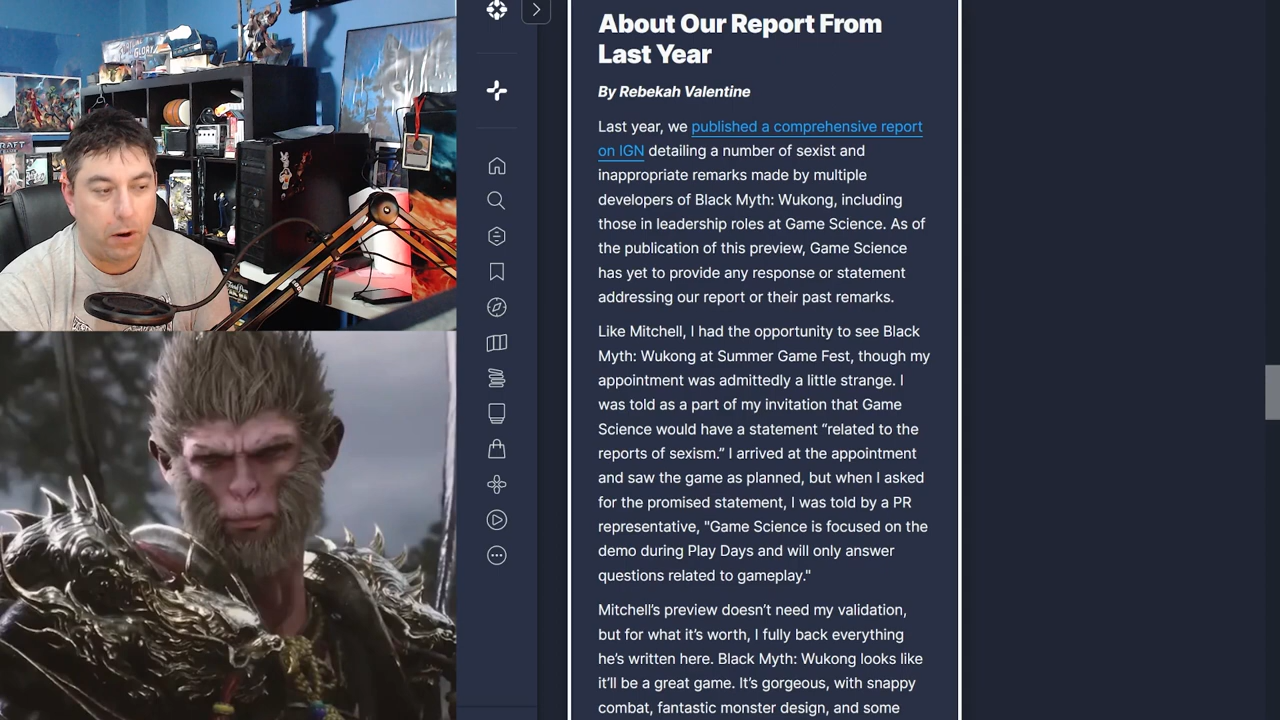 About Our Report From
Last Year
By Rebekah Valentine
Last year, we published a comprehensive report
on IGN detailing a number of sexist and
inappropriate remarks made by multiple
developers of Black Myth: Wukong, including
those in leadership roles at Game Science. As of
the publication of this preview, Game Science
has yet to provide any response or statement
addressing our report or their past remarks.
Like Mitchell, I had the opportunity to see Black
Myth: Wukong at Summer Game Fest, though my
appointment was admittedly a little strange. I
was told as a part of my invitation that Game
Science would have a statement “related to the
reports of sexism.” I arrived at the appointment
and saw the game as planned, but when I asked
for the promised statement, I was told by a PR
representative, "Game Science is focused on the
demo during Play Days and will only answer
questions related to gameplay."
Mitchell’s preview doesn’t need my validation,
but for what it’s worth, I fully back everything
he’s written here. Black Myth: Wukong looks like
it’ll be a great game. It’s gorgeous, with snappy
combat, fantastic monster design, and some
GLORY